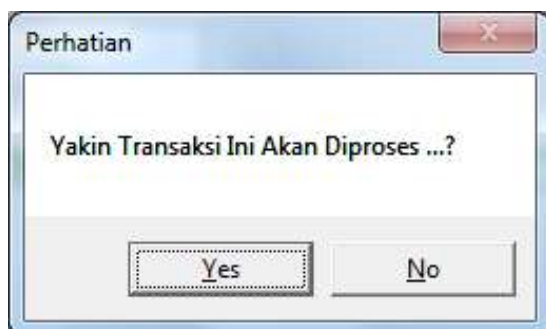 Perhatian
Yakin Transaksi Ini Akan Diproses ...?
Yes No